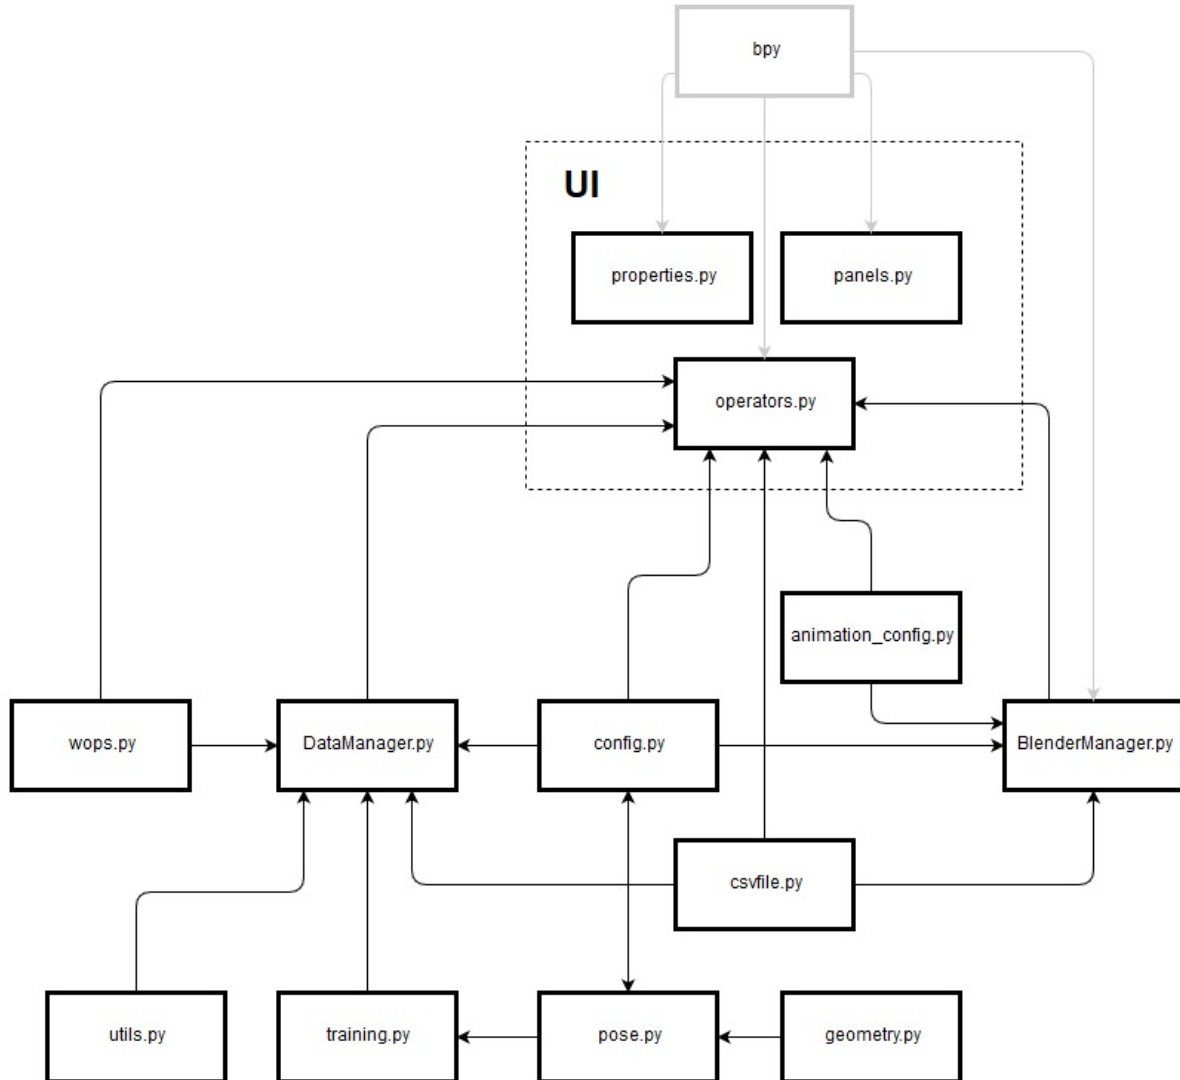 bpy
UI
properties.py
panels.py
operators.py
animation_config.py
wops.py
DataManager.py
config.py
BlenderManager.py
csvfile.py
utils.py
training.py
pose.py
geometry.py